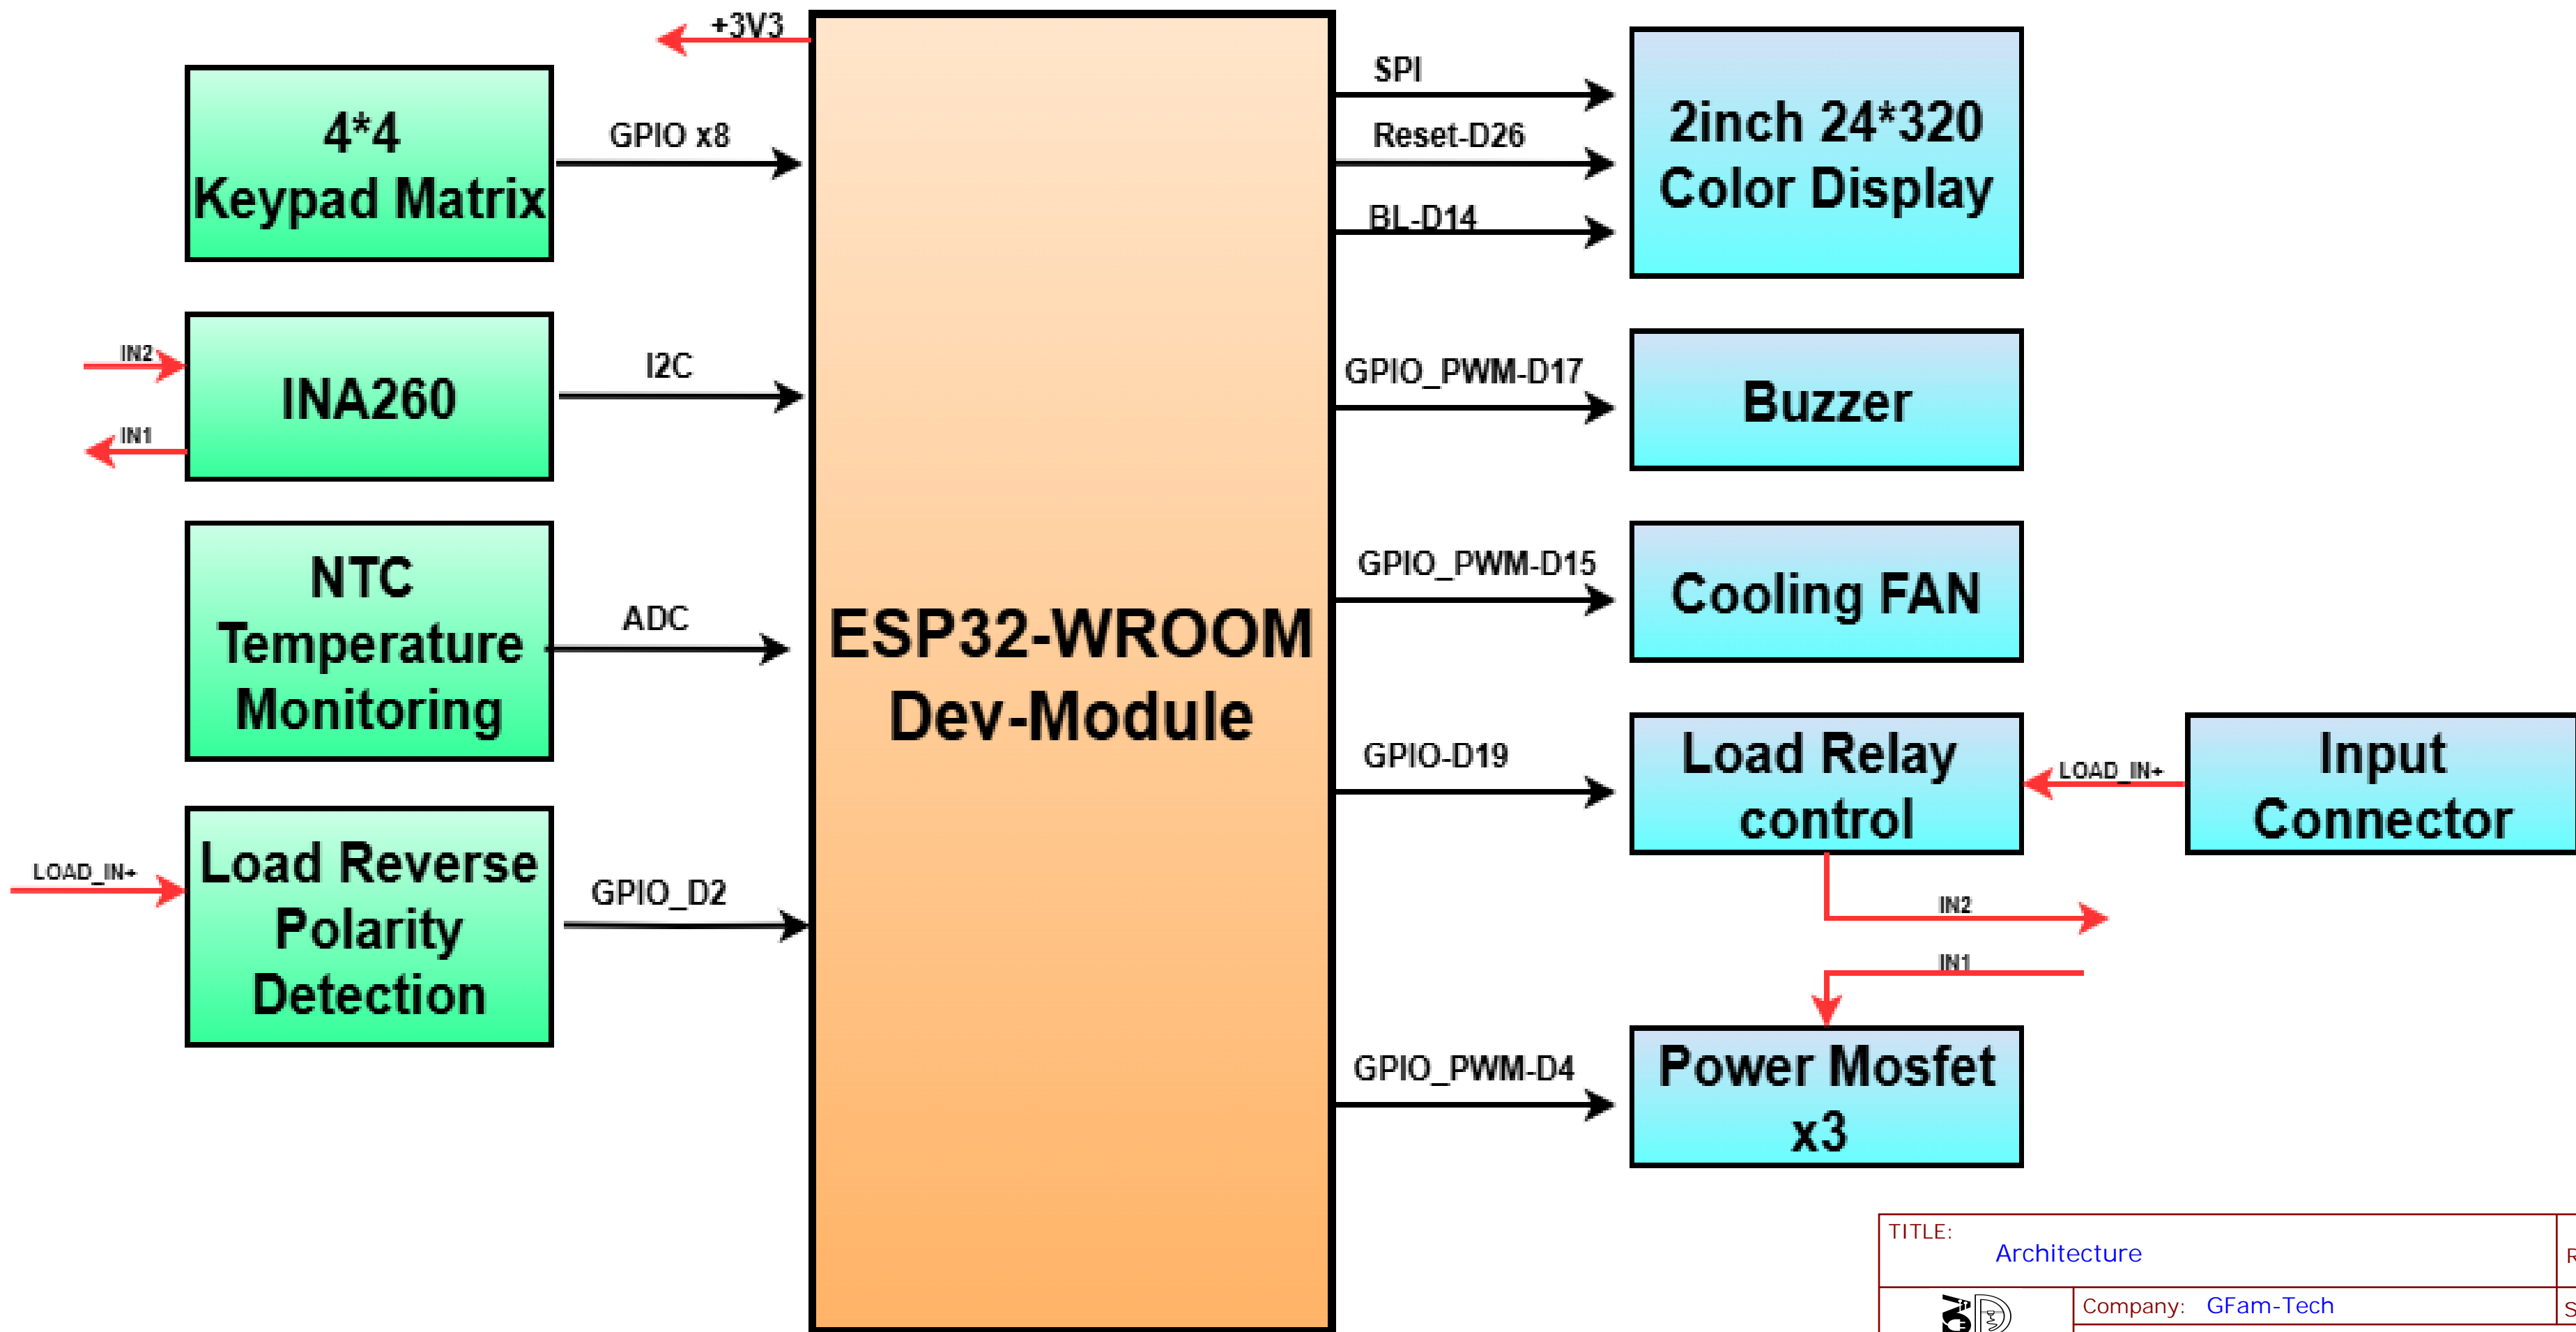 +3V3
4*4
Keypad Matrix
GPIO x8
SPI
Reset-D26
BL-D14
2inch 24*320
Color Display
IN2
IN1
INA260
I2C
GPIO_PWM-D17
Buzzer
NTC
Temperature
Monitoring
ADC
ESP32-WROOM
Dev-Module
GPIO_PWM-D15
Cooling FAN
GPIO-D19
Load Relay
control
LOAD_IN+
Input
Connector
LOAD_IN+
Load Reverse
Polarity
Detection
GPIO_D2
IN2
IN1
GPIO_PWM-D4
Power Mosfet
x3
TITLE:
Architecture
R
Company: GFam-Tech
S